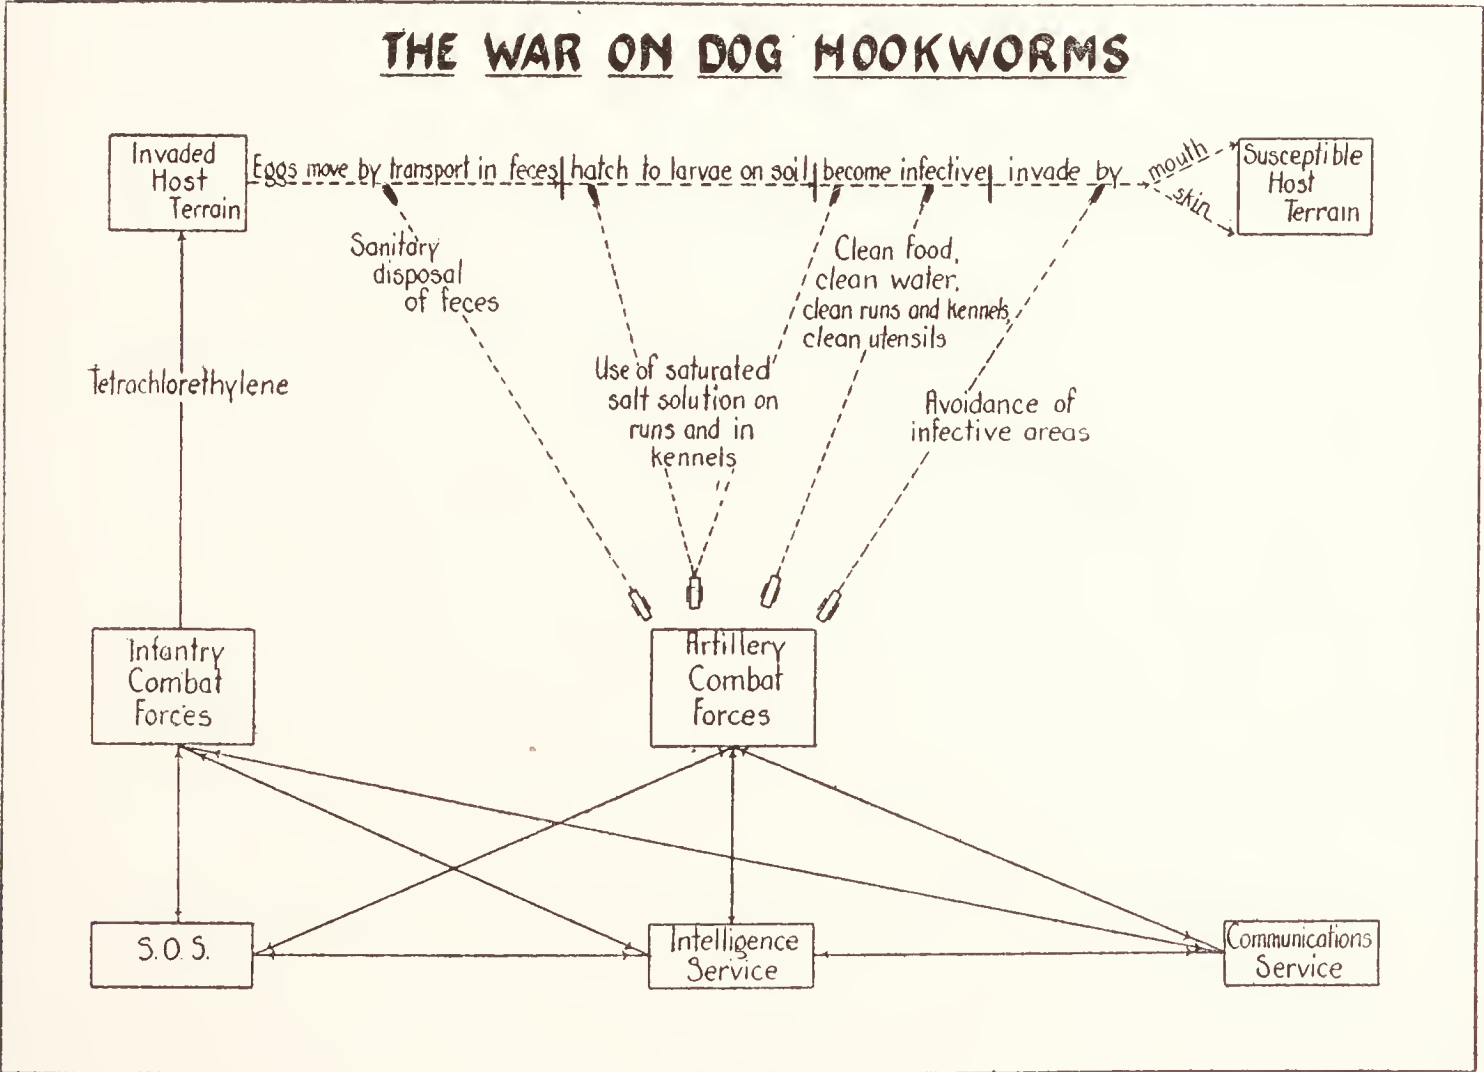 THE WAR ON DOG HOOKWORMS
Invaded
Host
Terrain
Eggs move by transport in feces hatch to larvae on soil become infective invade by
mouth
skin
Susceptible
Host
Terrain
Sanitary
disposal
of feces
Clean food,
clean water,
clean runs and kennels,
clean utensils
Tetrachlorethylene
Use of saturated
salt solution on
runs and in
kennels
Avoidance of
infective areas
Infantry
Combat
Forces
Artillery
Combat
Forces
S.O.S.
Intelligence
Service
Communications
Service